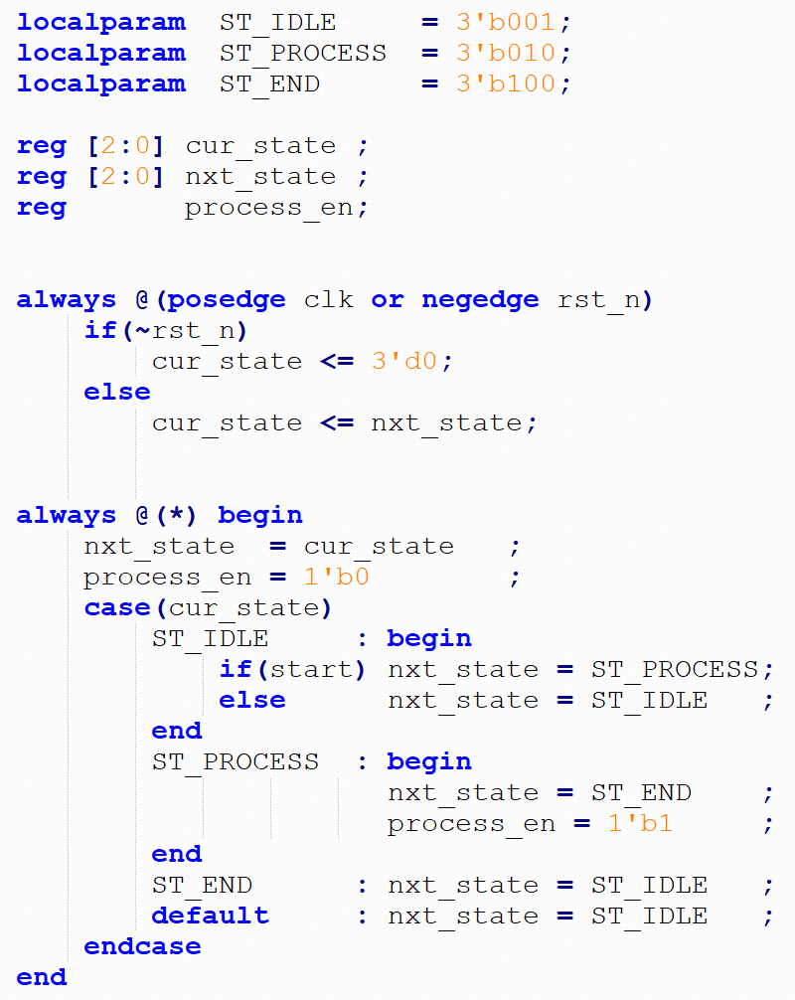 localparam  ST_IDLE     = 3'b001;
localparam  ST_PROCESS  = 3'b010;
localparam  ST_END      = 3'b100;
reg [2:0] cur_state ;
reg [2:0] nxt_state ;
reg       process_en;
always @(posedge clk or negedge rst_n)
    if(~rst_n)
        cur_state <= 3'd0;
    else
        cur_state <= nxt_state;
always @(*) begin
    nxt_state  = cur_state   ;
    process_en = 1'b0        ;
    case(cur_state)
        ST_IDLE     : begin
            if(start) nxt_state = ST_PROCESS;
            else      nxt_state = ST_IDLE   ;
        end
        ST_PROCESS  : begin
                      nxt_state = ST_END    ;
                      process_en = 1'b1     ;
        end
        ST_END      : nxt_state = ST_IDLE   ;
        default     : nxt_state = ST_IDLE   ;
    endcase
end